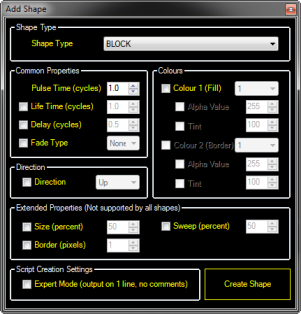 Add Shape
Shape Type
Shape Type BLOCK
Common Properties
Pulse Time (cycles) 1.0
Life Time (cycles) 1.0
Delay (cycles) 0.5
Fade Type None
Colours
Colour 1 (Fill) 1
Alpha Value 255
Tint 100
Colour 2 (Border) 1
Alpha Value 255
Tint 100
Direction
Direction Up
Extended Properties (Not supported by all shapes)
Size (percent) 50
Sweep (percent) 50
Border (pixels) 1
Script Creation Settings
Expert Mode (output on 1 line, no comments)
Create Shape